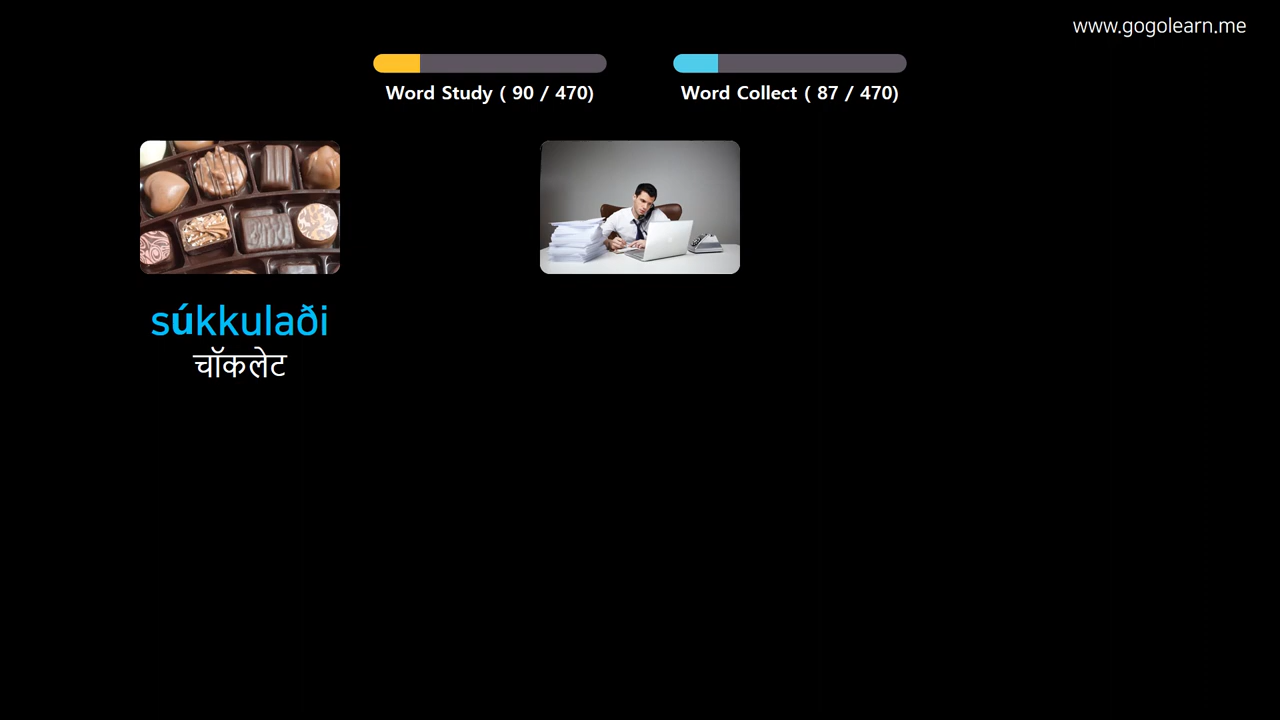 www.gogolearn.me
Word Study ( 90 / 470)
Word Collect ( 87 / 470)
súkkulaði
चॉकलेट